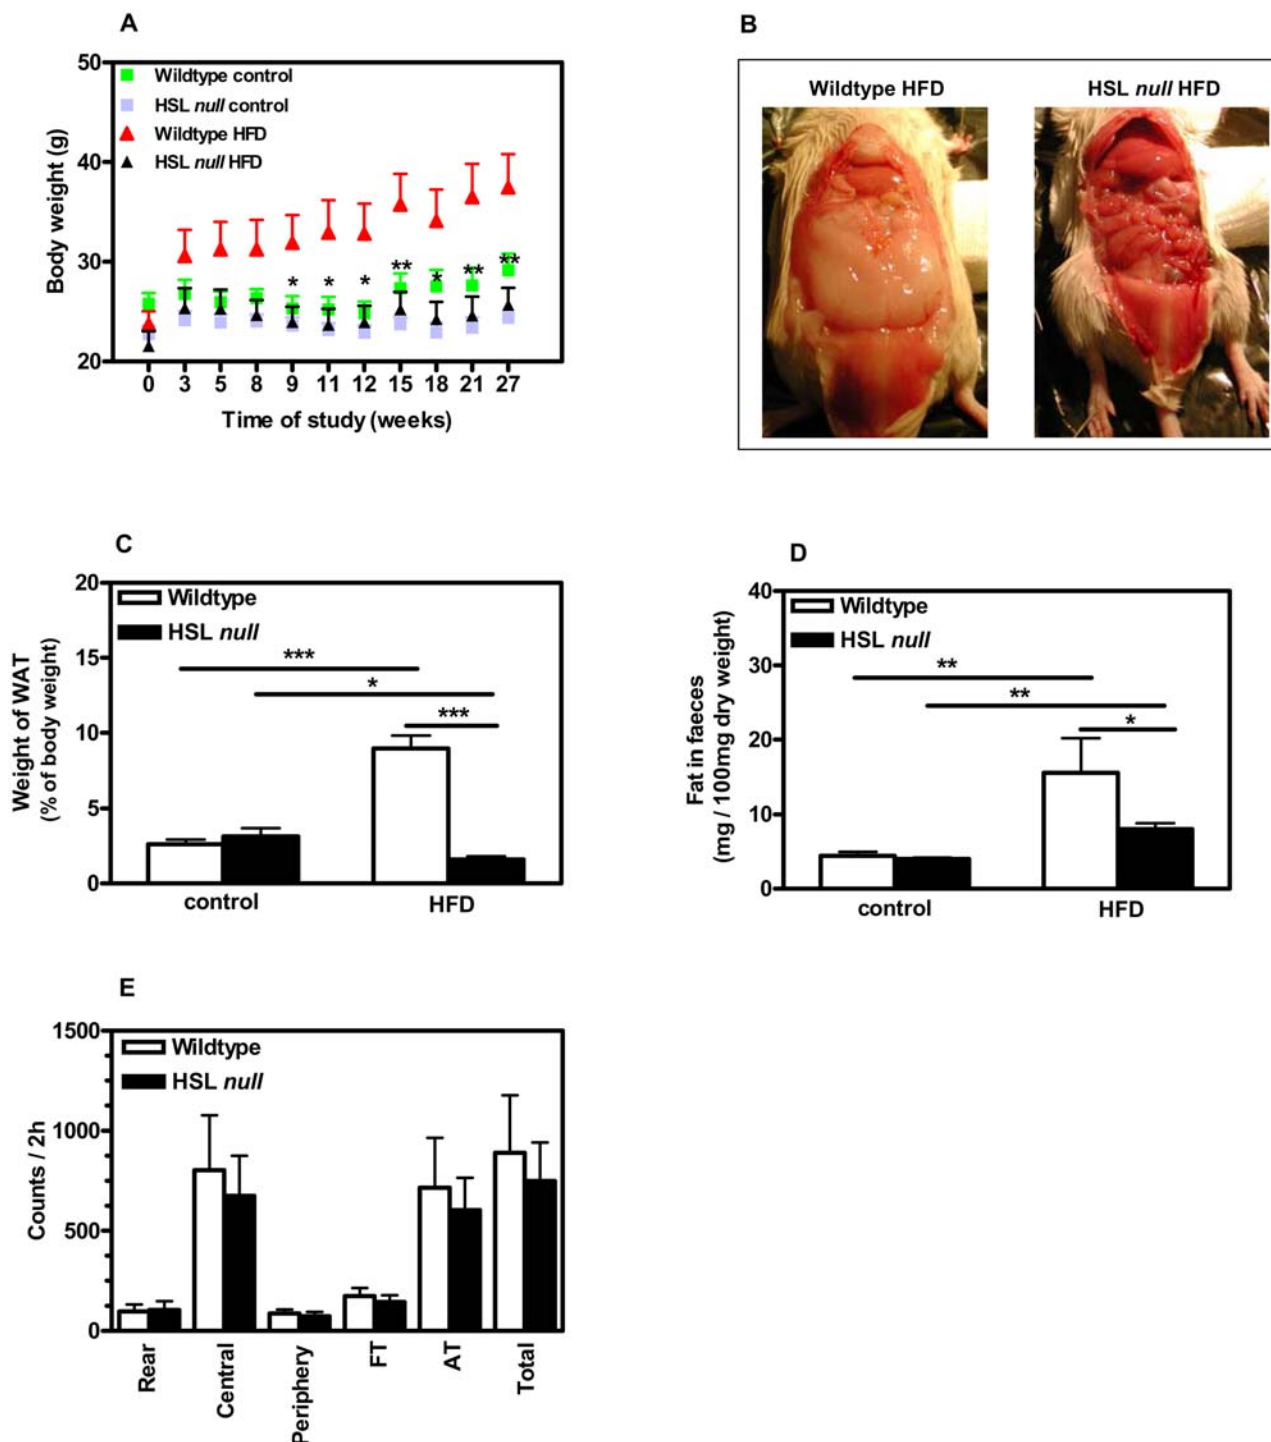 A
50
40
30
20
Body weight (g)
Wildtype control
HSL null control
Wildtype HFD
HSL null HFD
* * * ** * ** **
0 3 5 8 9 11 12 15 18 21 27
Time of study (weeks)
B
Wildtype HFD HSL null HFD
C
20
15
10
5
0
Weight of WAT
(% of body weight)
Wildtype
HSL null
***
*
***
control HFD
D
40
30
20
10
0
Fat in faeces
(mg / 100mg dry weight)
Wildtype
HSL null
**
**
*
control HFD
E
1500
1000
500
0
Counts / 2h
Wildtype
HSL null
Rear
Central
Periphery
FT
AT
Total